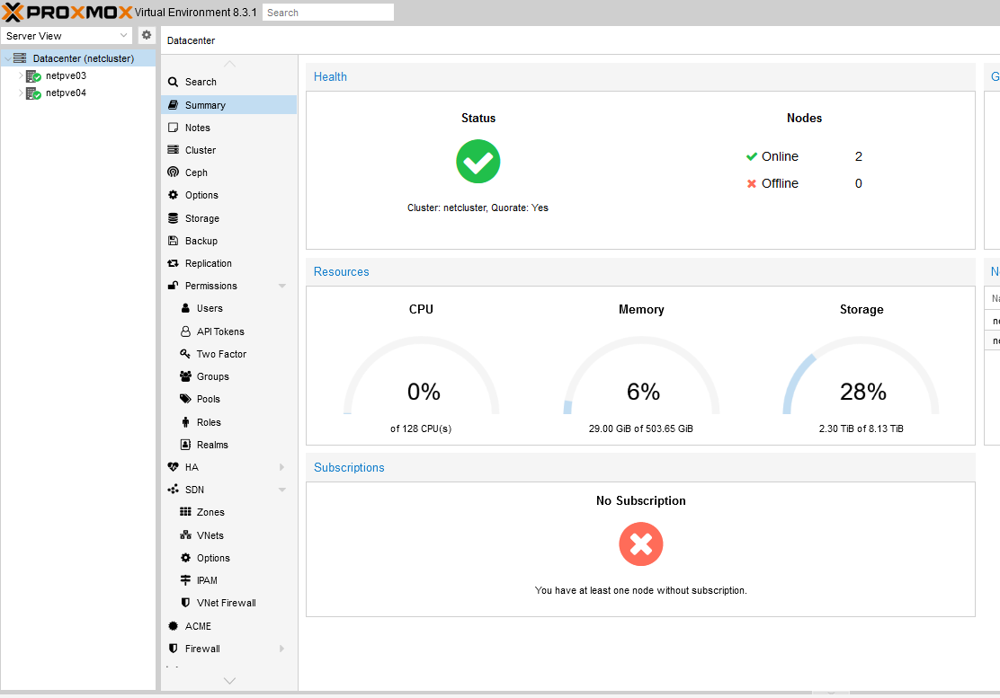 PROXMOX Virtual Environment 8.3.1 Search
Server View
Datacenter (netcluster)
netpve03
netpve04
Datacenter
Search
Summary
Notes
Cluster
Ceph
Options
Storage
Backup
Replication
Permissions
Users
API Tokens
Two Factor
Groups
Pools
Roles
Realms
HA
SDN
Zones
VNets
Options
IPAM
VNet Firewall
ACME
Firewall
Health
Status
Cluster: netcluster, Quorate: Yes
Nodes
Online 2
Offline 0
Resources
CPU
0%
of 128 CPU(s)
Memory
6%
29.00 GiB of 503.65 GiB
Storage
28%
2.30 TiB of 8.13 TiB
Subscriptions
No Subscription
You have at least one node without subscription.